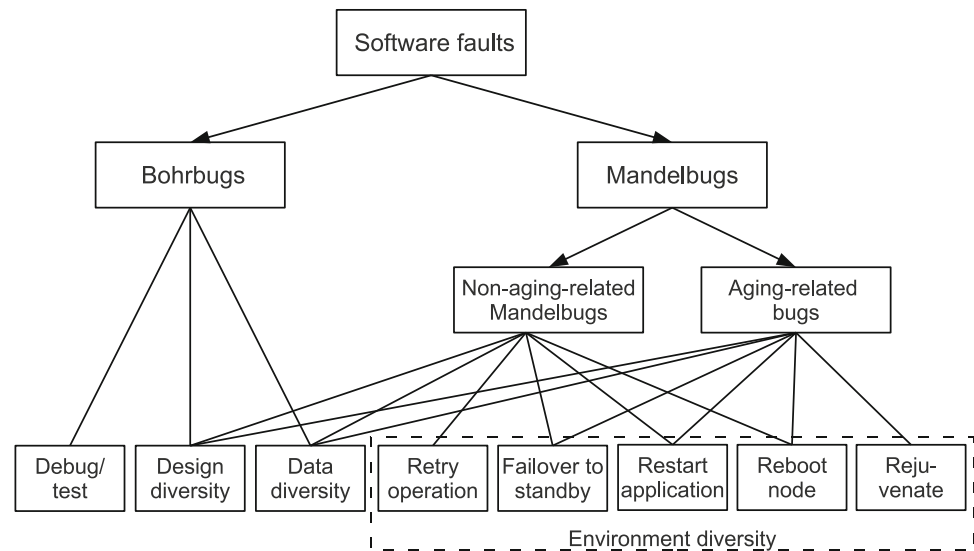 Software faults
Bohrbugs
Mandelbugs
Non-aging-related
Mandelbugs
Aging-related
bugs
Debug/
test
Design
diversity
Data
diversity
Retry
operation
Failover to
standby
Restart
application
Reboot
node
Reju-
venate
Environment diversity